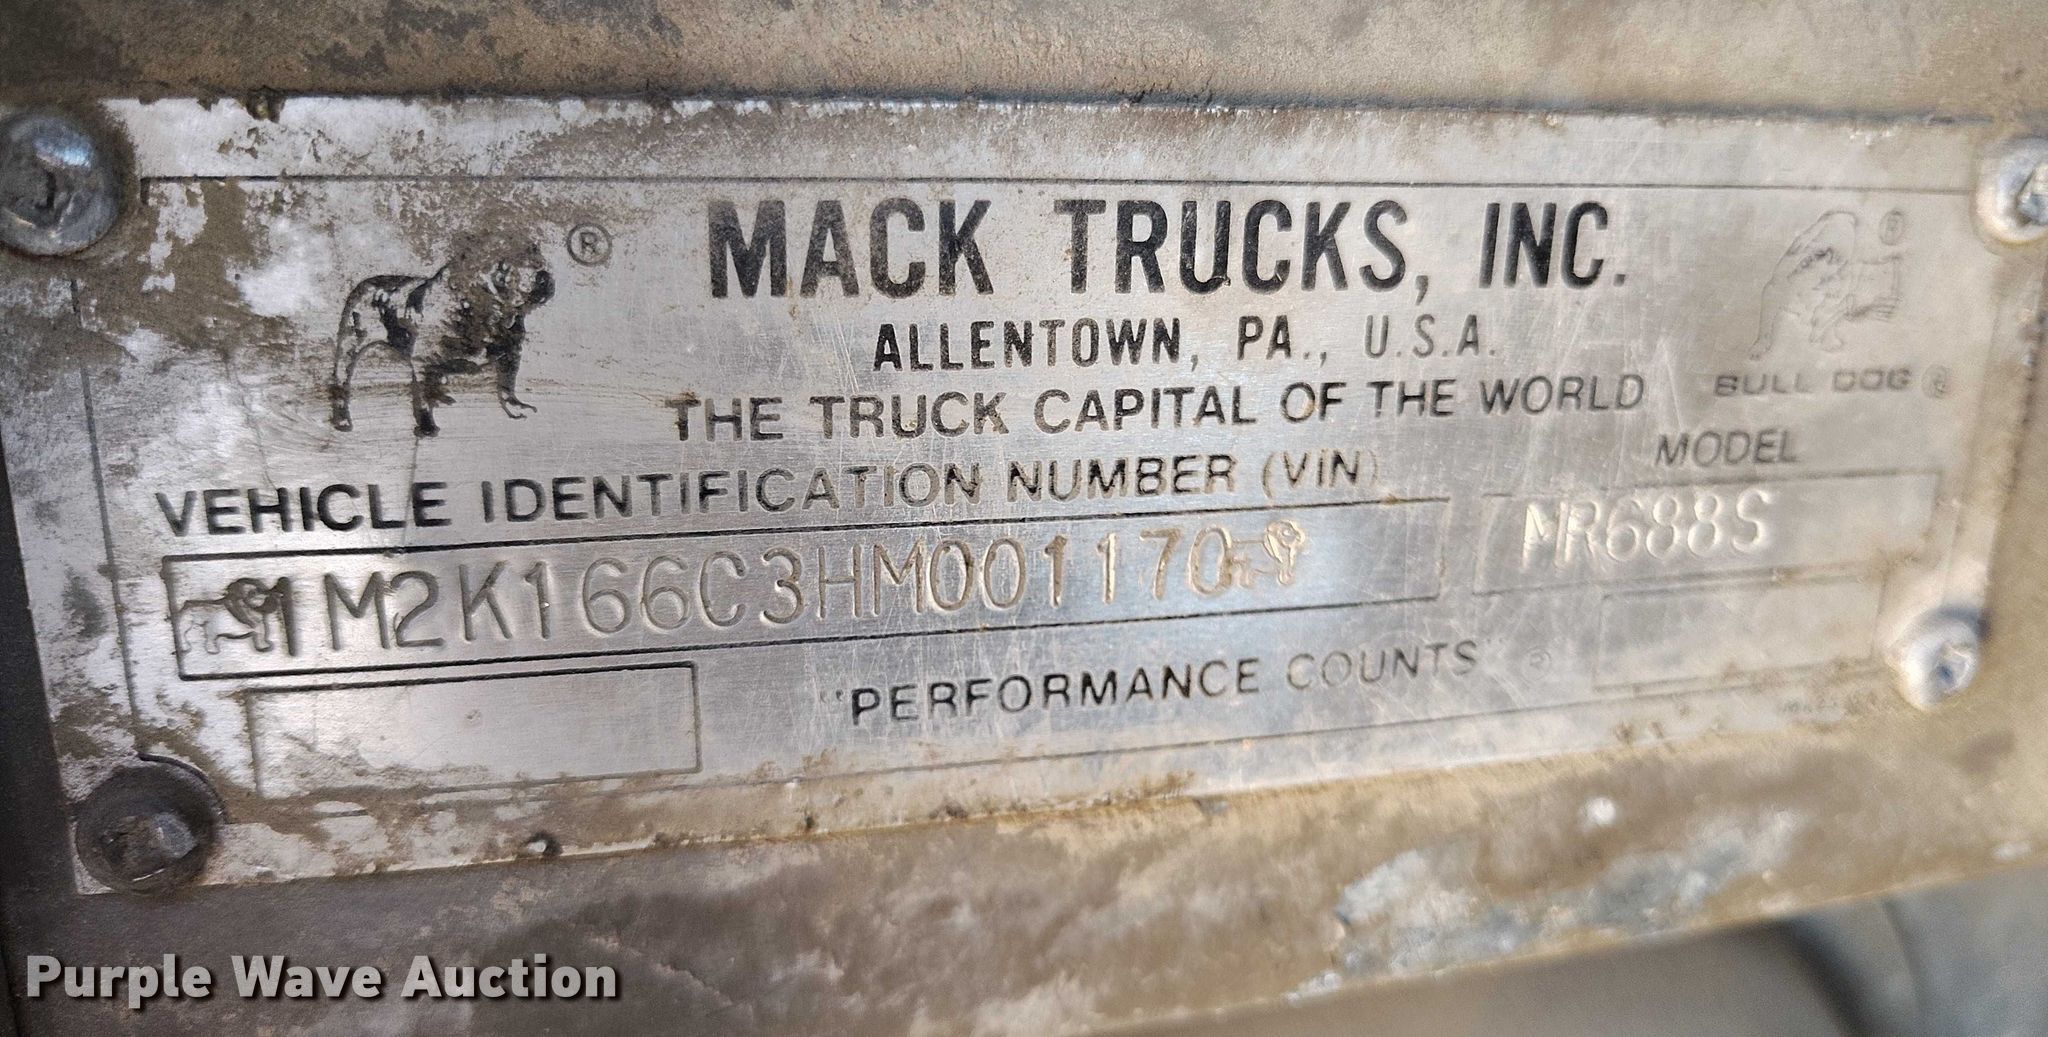 MACK TRUCKS, INC.
ALLENTOWN, PA., U.S.A.
THE TRUCK CAPITAL OF THE WORLD
BULL DOG ®
®
®
MODEL
VEHICLE IDENTIFICATION NUMBER (VIN)
1M2K166C3HM001170
MR688S
"PERFORMANCE COUNTS" ®
Purple Wave Auction